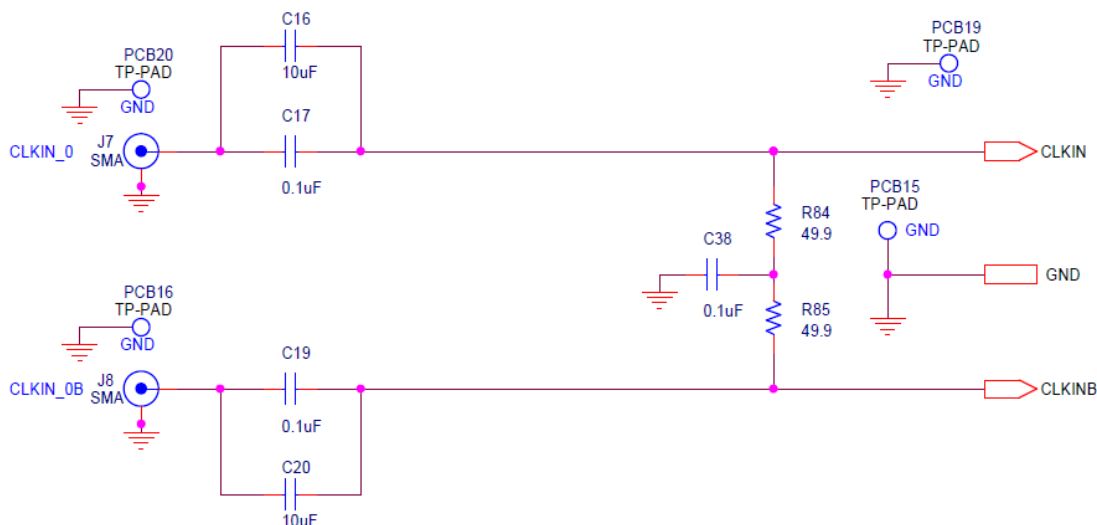 C16
10uF
PCB20
TP-PAD
GND
PCB19
TP-PAD
GND
C17
0.1uF
CLKIN_0
J7
SMA
CLKIN
R84
49.9
PCB15
TP-PAD
GND
C38
0.1uF
GND
R85
49.9
PCB16
TP-PAD
GND
C19
0.1uF
CLKIN_0B
J8
SMA
CLKINB
C20
10uF